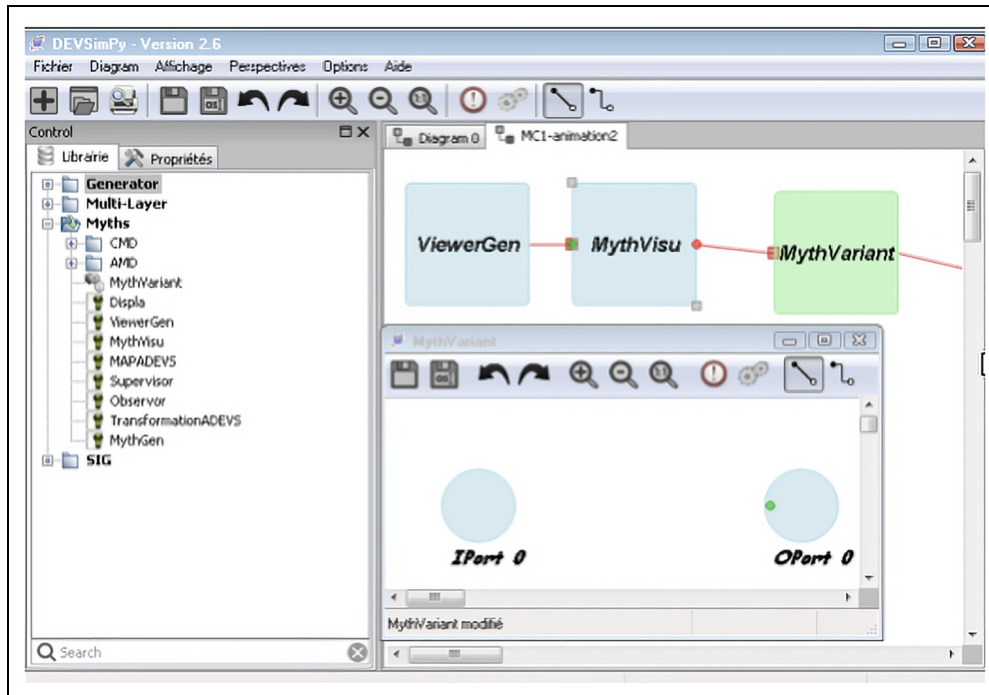 DEVSimPy - Version 2.6
Fichier Diagram Affichage Perspectives Options Aide
Control
Librairie Propriétés
Generator
Multi-Layer
Myths
CMD
AMD
MythVariant
Displa
ViewerGen
MythVisu
MAPADEVS
Supervisor
Observor
TransformationADEVS
MythGen
SIG
Search
Diagram 0 MC1-animation2
ViewerGen MythVisu MythVariant
MythVariant
IPort 0 OPort 0
MythVariant modifié